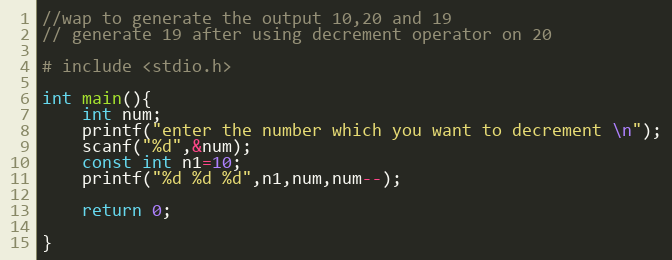 1 //wap to generate the output 10,20 and 19
2 // generate 19 after using decrement operator on 20
3
4 # include <stdio.h>
5
6 int main(){
7     int num;
8     printf("enter the number which you want to decrement \n");
9     scanf("%d",&num);
10     const int n1=10;
11     printf("%d %d %d",n1,num,num--);
12
13     return 0;
14
15 }